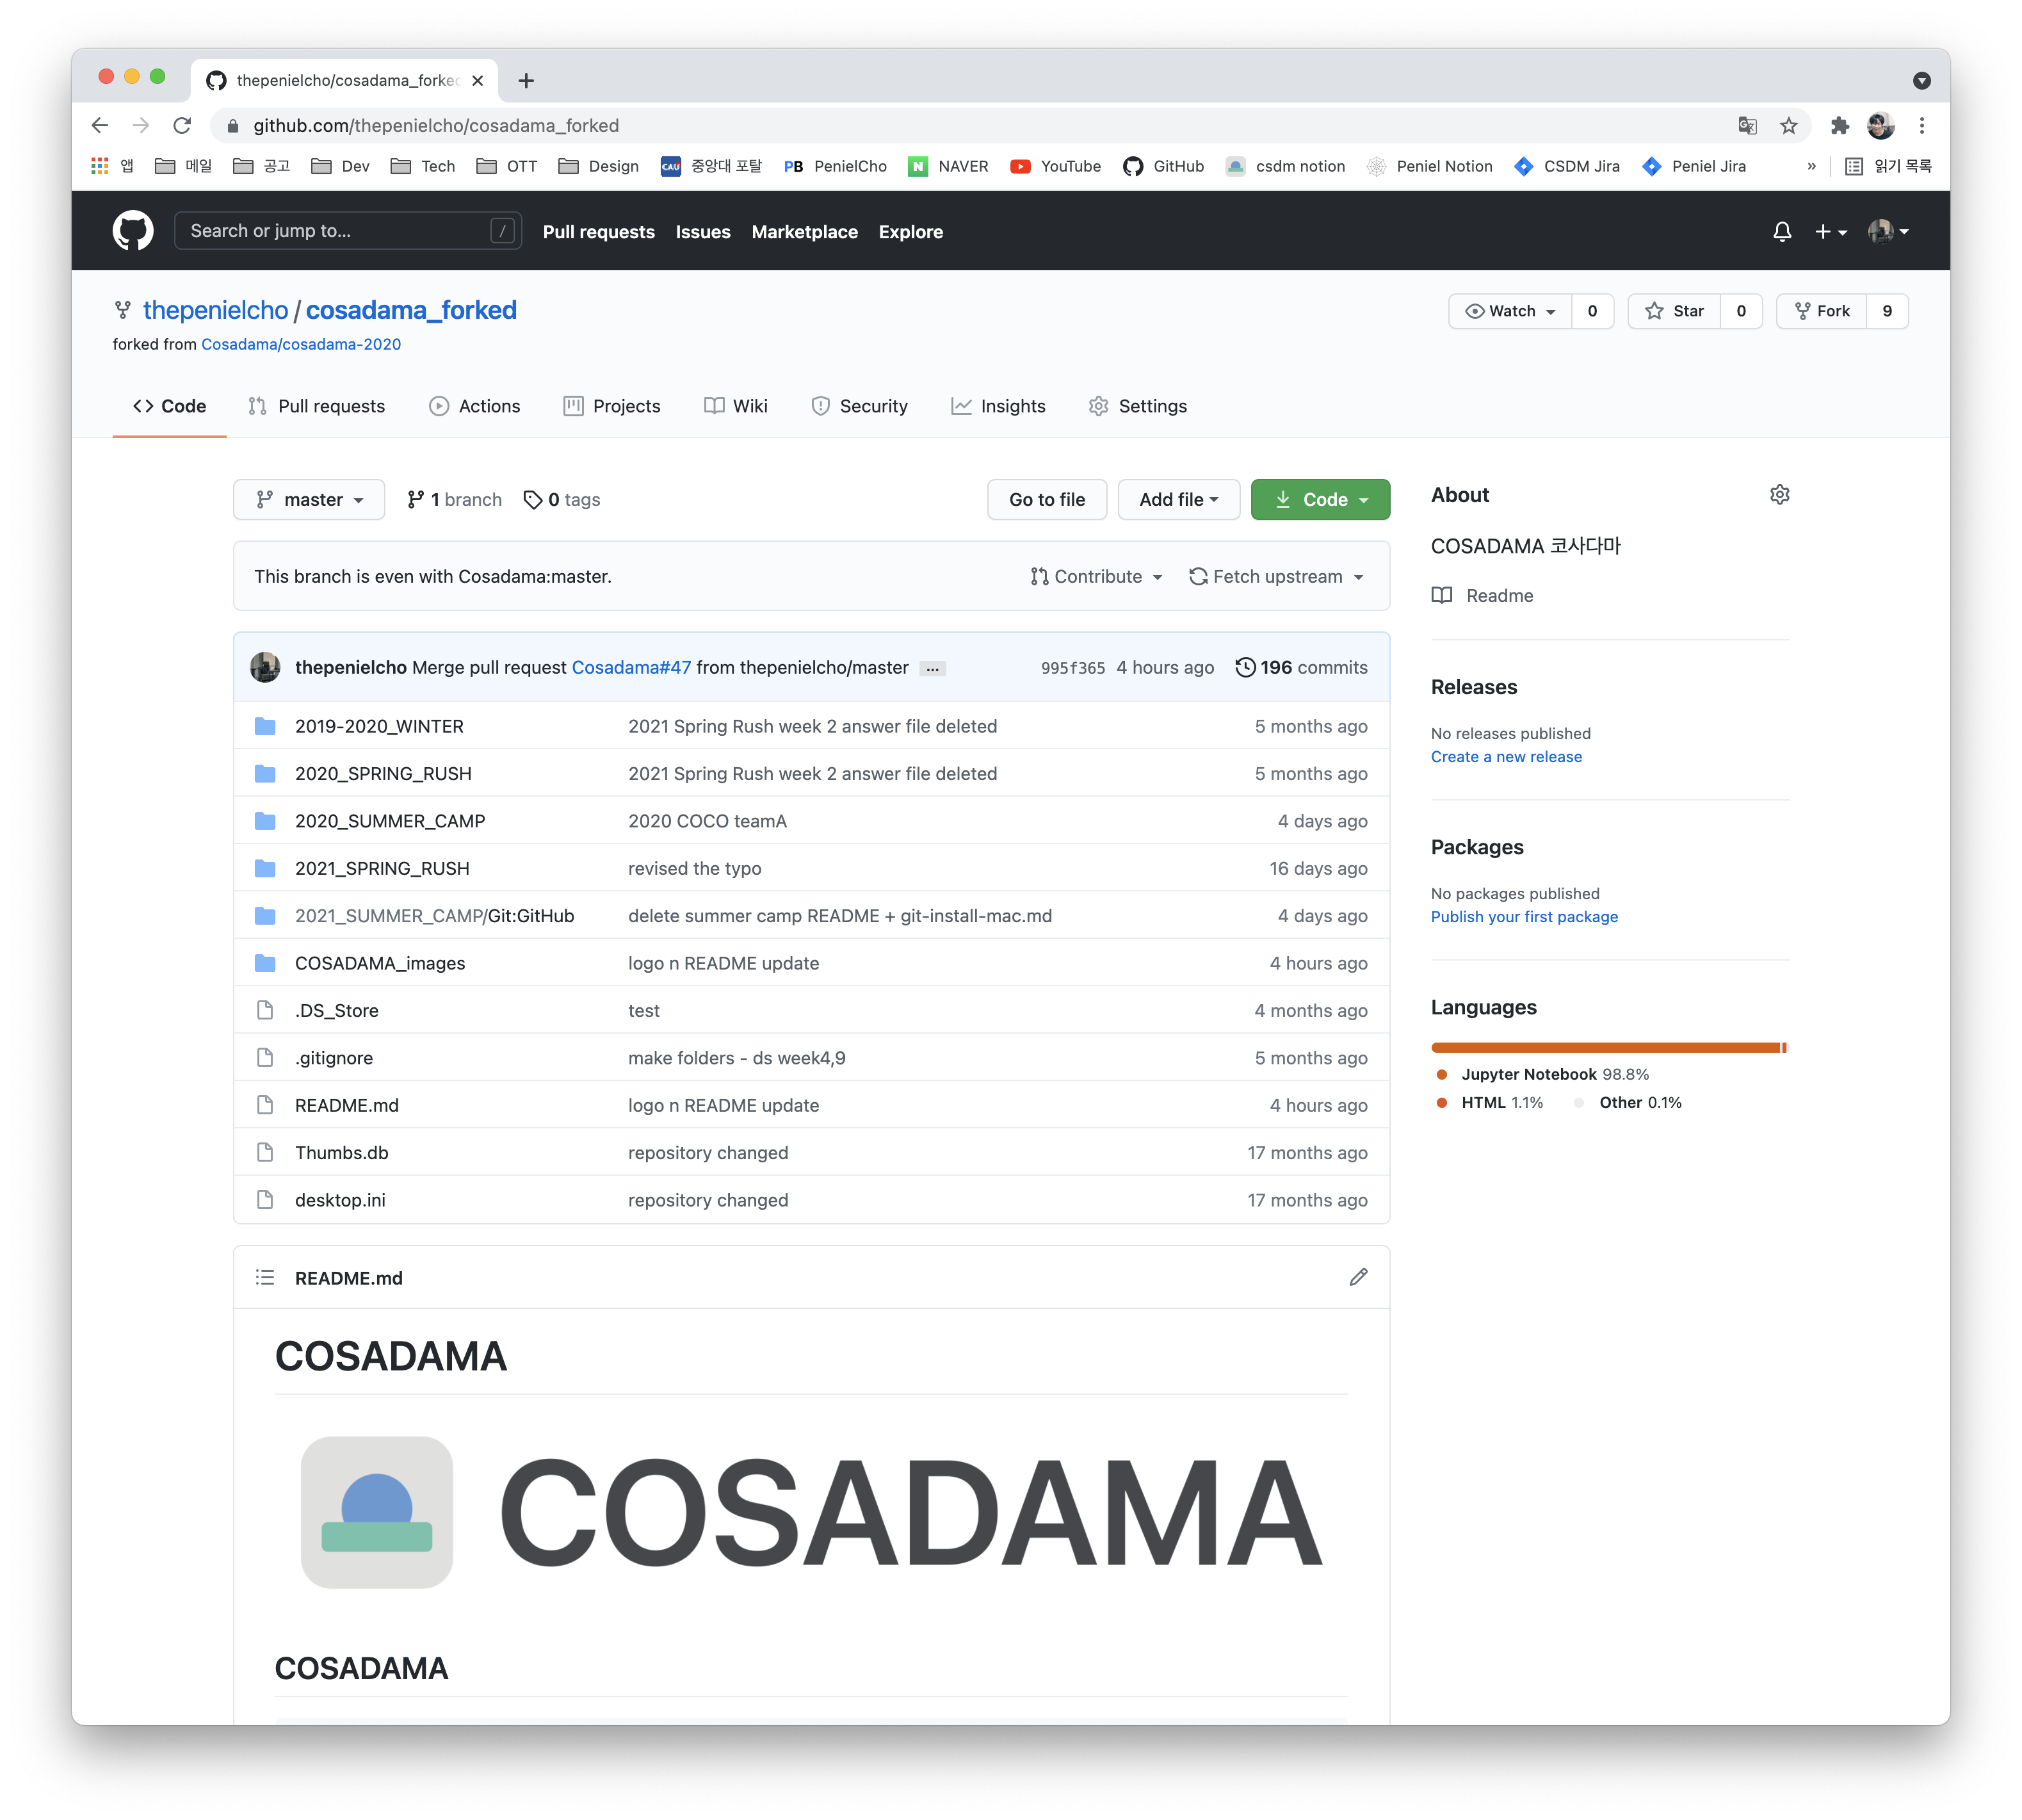 thepenielcho/cosadama_forked
github.com/thepenielcho/cosadama_forked
앱 메일 공고 Dev Tech OTT Design CAU 중앙대 포탈 PB PenielCho N NAVER YouTube GitHub csdm notion Peniel Notion CSDM Jira Peniel Jira » 읽기 목록
Search or jump to... / Pull requests Issues Marketplace Explore
thepenielcho / cosadama_forked
Watch 0 Star 0 Fork 9
forked from Cosadama/cosadama-2020
Code Pull requests Actions Projects Wiki Security Insights Settings
master 1 branch 0 tags Go to file Add file Code
This branch is even with Cosadama:master. Contribute Fetch upstream
thepenielcho Merge pull request Cosadama#47 from thepenielcho/master ... 995f365 4 hours ago 196 commits
2019-2020_WINTER 2021 Spring Rush week 2 answer file deleted 5 months ago
2020_SPRING_RUSH 2021 Spring Rush week 2 answer file deleted 5 months ago
2020_SUMMER_CAMP 2020 COCO teamA 4 days ago
2021_SPRING_RUSH revised the typo 16 days ago
2021_SUMMER_CAMP/Git:GitHub delete summer camp README + git-install-mac.md 4 days ago
COSADAMA_images logo n README update 4 hours ago
.DS_Store test 4 months ago
.gitignore make folders - ds week4,9 5 months ago
README.md logo n README update 4 hours ago
Thumbs.db repository changed 17 months ago
desktop.ini repository changed 17 months ago
README.md
COSADAMA
COSADAMA
COSADAMA
About
COSADAMA 코사다마
Readme
Releases
No releases published
Create a new release
Packages
No packages published
Publish your first package
Languages
Jupyter Notebook 98.8%
HTML 1.1% Other 0.1%